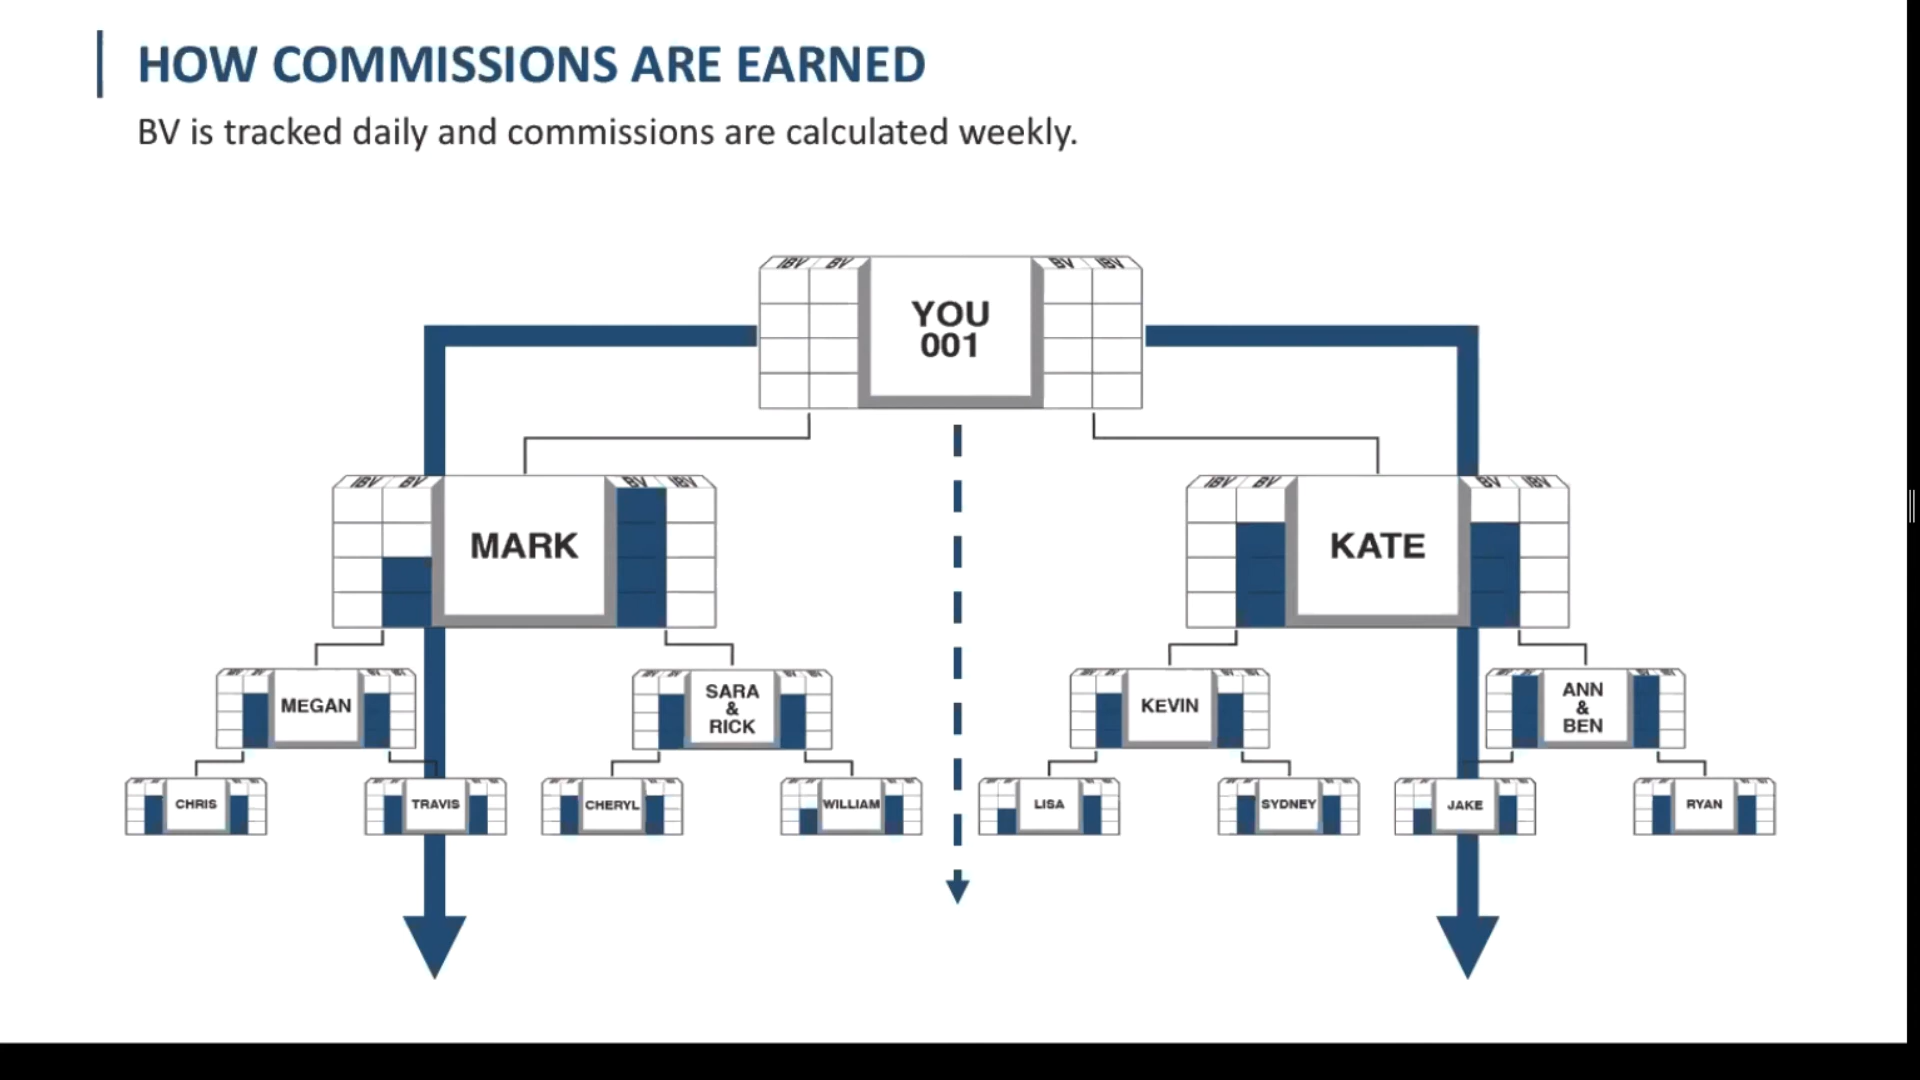 HOW COMMISSIONS ARE EARNED
BV is tracked daily and commissions are calculated weekly.
IBV BV BV IBV
YOU
001
IBV BV BV IBV
MARK
IBV BV BV IBV
KATE
MEGAN
SARA
&
RICK
KEVIN
ANN
&
BEN
CHRIS
TRAVIS
CHERYL
WILLIAM
LISA
SYDNEY
JAKE
RYAN